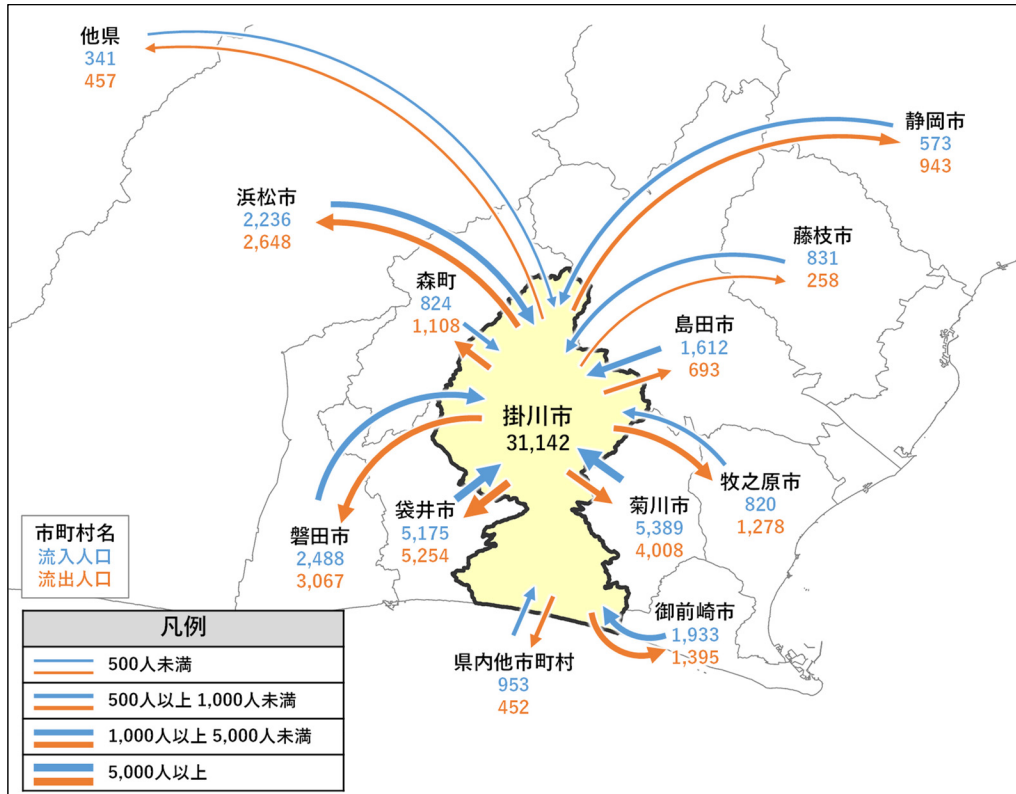 他県
341
457
静岡市
573
943
浜松市
2,236
2,648
藤枝市
831
258
森町
824
1,108
島田市
1,612
693
掛川市
31,142
牧之原市
820
1,278
袋井市
5,175
5,254
菊川市
5,389
4,008
磐田市
2,488
3,067
御前崎市
1,933
1,395
県内他市町村
953
452
市町村名
流入人口
流出人口
凡例
500人未満
500人以上 1,000人未満
1,000人以上 5,000人未満
5,000人以上